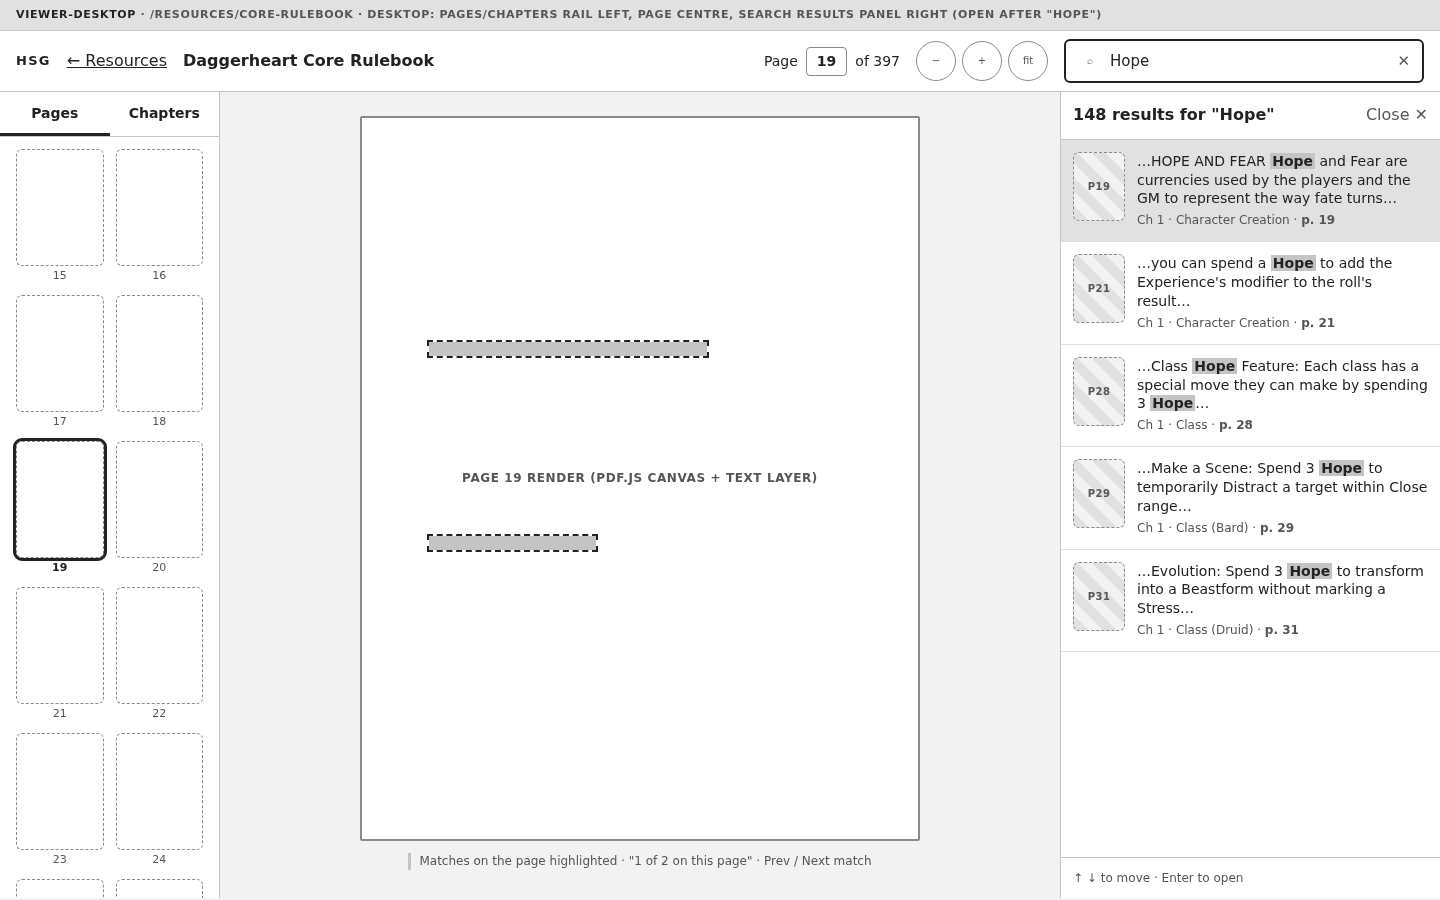 VIEWER-DESKTOP · /RESOURCES/CORE-RULEBOOK · DESKTOP: PAGES/CHAPTERS RAIL LEFT, PAGE CENTRE, SEARCH RESULTS PANEL RIGHT (OPEN AFTER "HOPE")
HSG ← Resources Daggerheart Core Rulebook Page 19 of 397 − + fit ⌕ Hope ✕
Pages Chapters
15 16
17 18
19 20
21 22
23 24
PAGE 19 RENDER (PDF.JS CANVAS + TEXT LAYER)
Matches on the page highlighted · "1 of 2 on this page" · Prev / Next match
148 results for "Hope" Close ✕
P19
…HOPE AND FEAR Hope and Fear are
currencies used by the players and the
GM to represent the way fate turns…
Ch 1 · Character Creation · p. 19
P21
…you can spend a Hope to add the
Experience's modifier to the roll's
result…
Ch 1 · Character Creation · p. 21
P28
…Class Hope Feature: Each class has a
special move they can make by spending
3 Hope…
Ch 1 · Class · p. 28
P29
…Make a Scene: Spend 3 Hope to
temporarily Distract a target within Close
range…
Ch 1 · Class (Bard) · p. 29
P31
…Evolution: Spend 3 Hope to transform
into a Beastform without marking a
Stress…
Ch 1 · Class (Druid) · p. 31
↑ ↓ to move · Enter to open